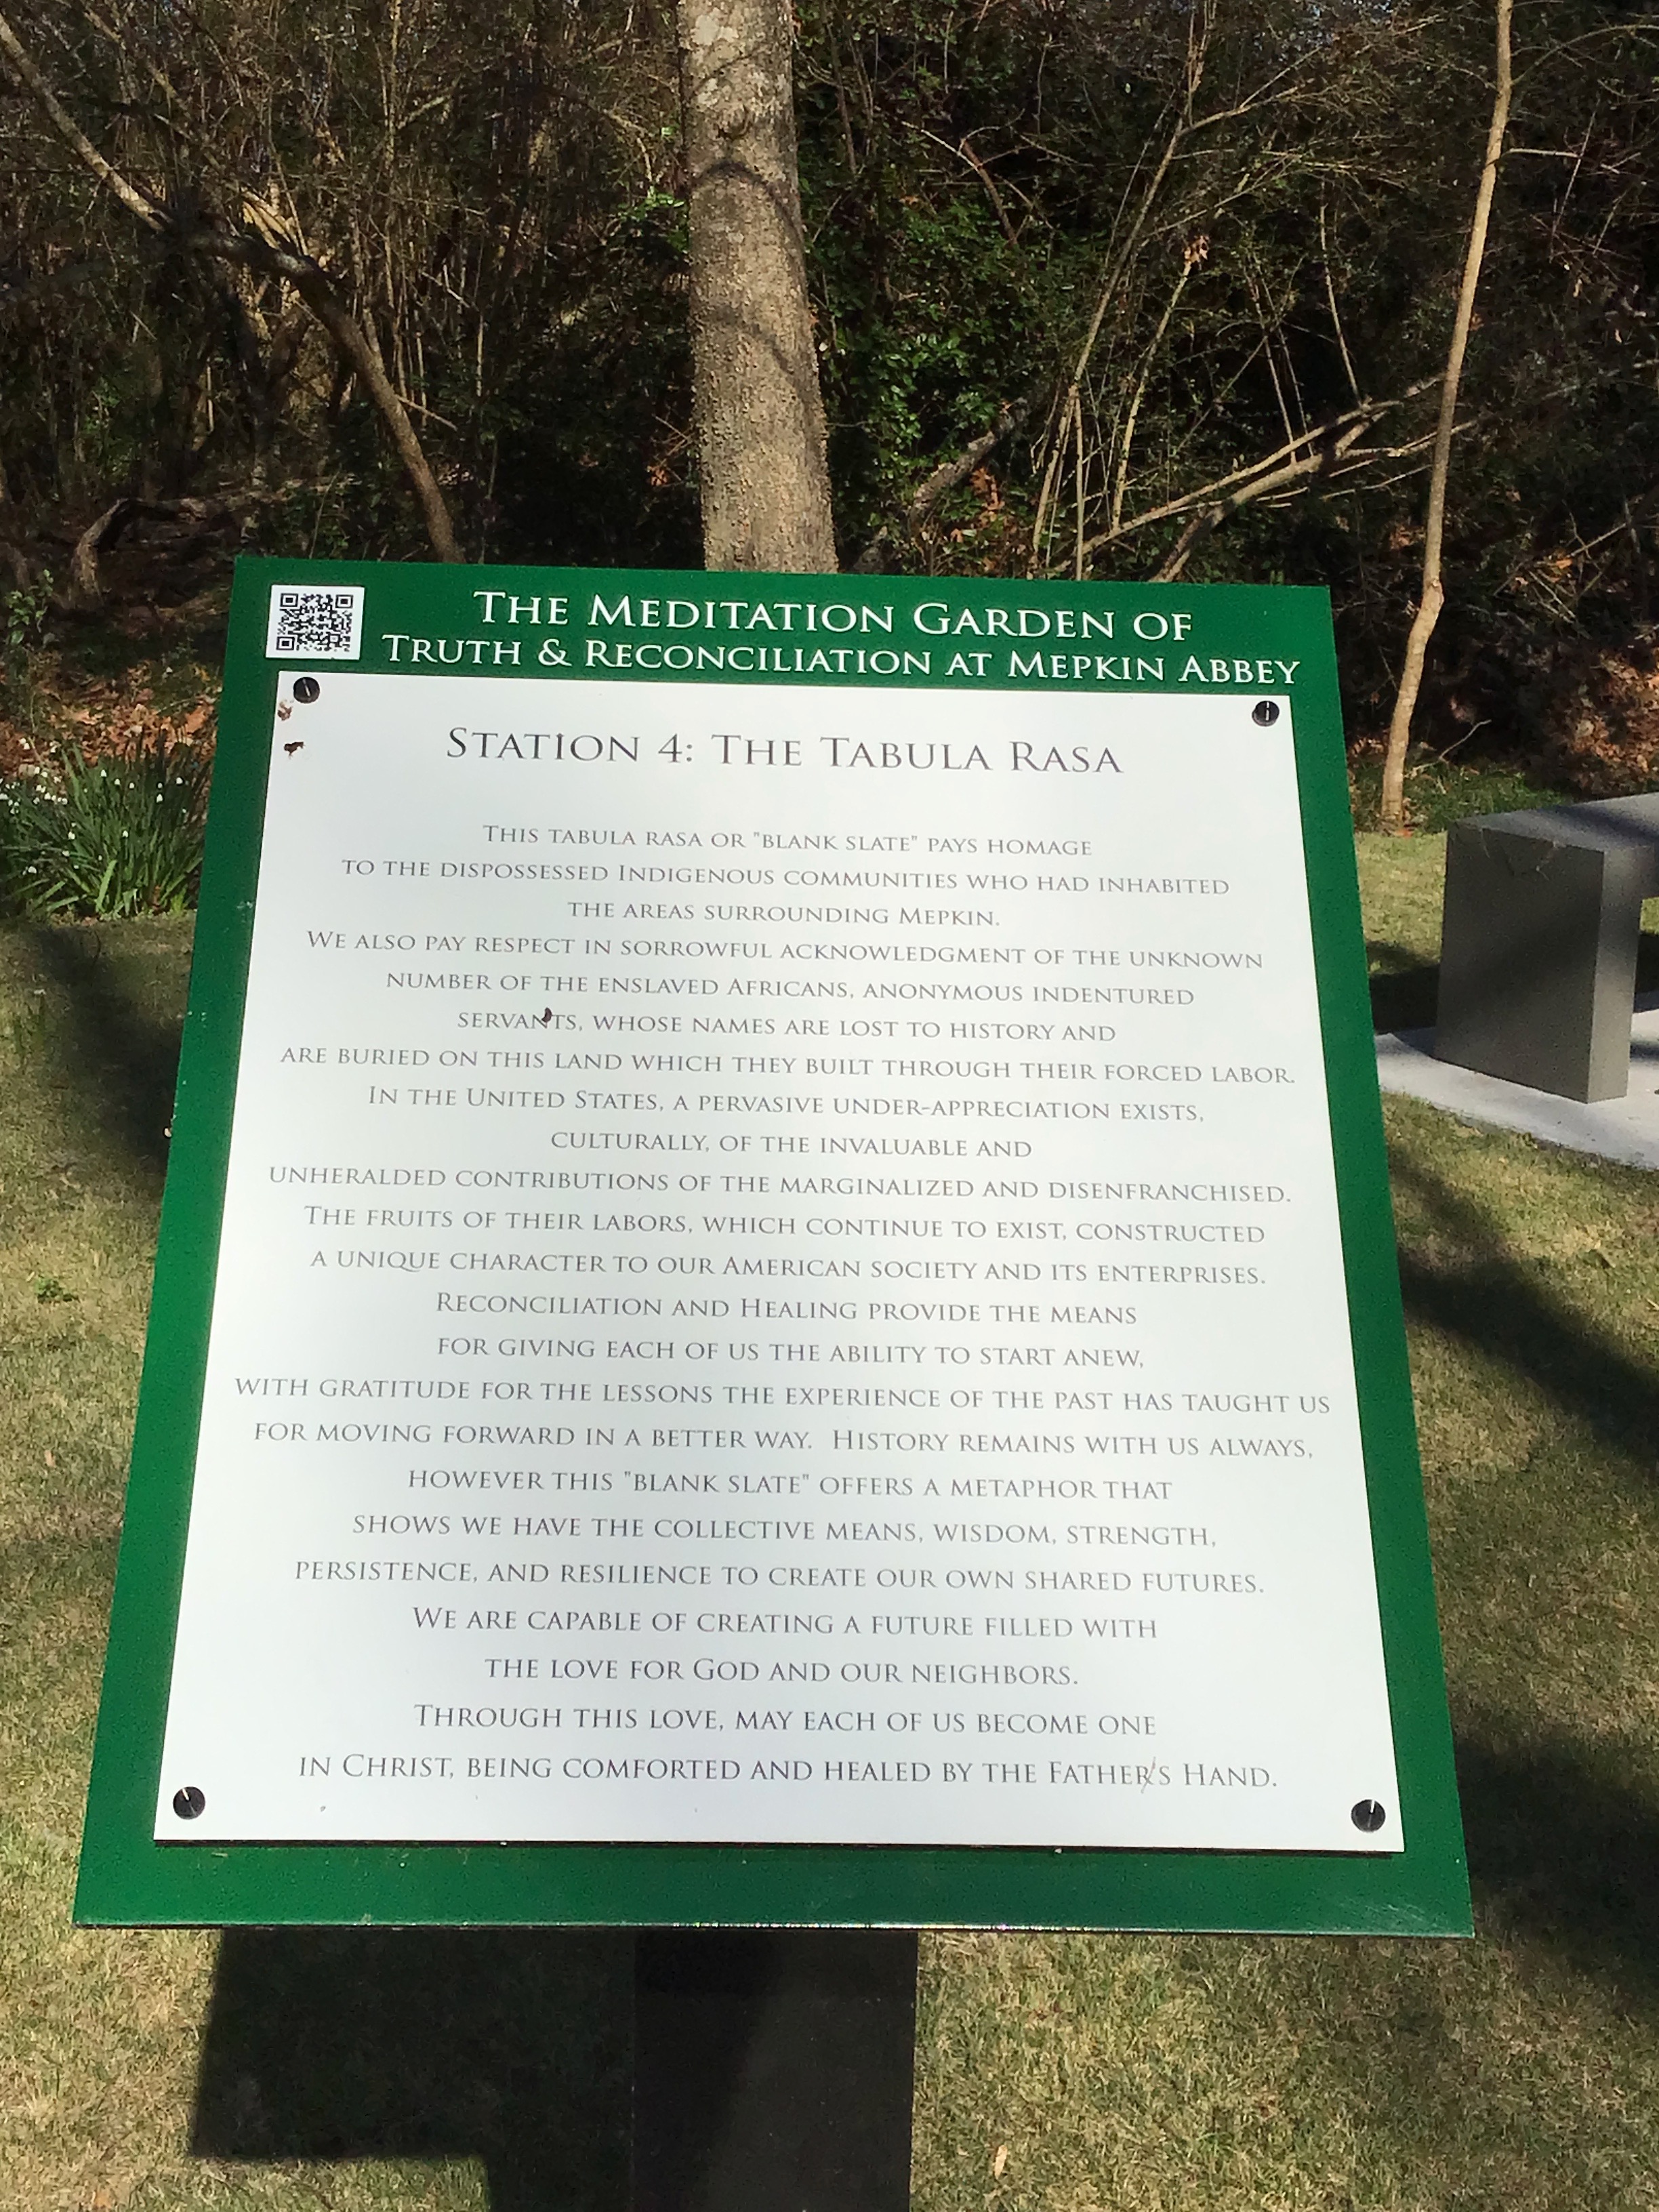 THE MEDITATION GARDEN OF
TRUTH & RECONCILIATION AT MEPKIN ABBEY
STATION 4: THE TABULA RASA
THIS TABULA RASA OR "BLANK SLATE" PAYS HOMAGE
TO THE DISPOSSESSED INDIGENOUS COMMUNITIES WHO HAD INHABITED
THE AREAS SURROUNDING MEPKIN.
WE ALSO PAY RESPECT IN SORROWFUL ACKNOWLEDGMENT OF THE UNKNOWN
NUMBER OF THE ENSLAVED AFRICANS, ANONYMOUS INDENTURED
SERVANTS, WHOSE NAMES ARE LOST TO HISTORY AND
ARE BURIED ON THIS LAND WHICH THEY BUILT THROUGH THEIR FORCED LABOR.
IN THE UNITED STATES, A PERVASIVE UNDER-APPRECIATION EXISTS,
CULTURALLY, OF THE INVALUABLE AND
UNHERALDED CONTRIBUTIONS OF THE MARGINALIZED AND DISENFRANCHISED.
THE FRUITS OF THEIR LABORS, WHICH CONTINUE TO EXIST, CONSTRUCTED
A UNIQUE CHARACTER TO OUR AMERICAN SOCIETY AND ITS ENTERPRISES.
RECONCILIATION AND HEALING PROVIDE THE MEANS
FOR GIVING EACH OF US THE ABILITY TO START ANEW,
WITH GRATITUDE FOR THE LESSONS THE EXPERIENCE OF THE PAST HAS TAUGHT US
FOR MOVING FORWARD IN A BETTER WAY. HISTORY REMAINS WITH US ALWAYS,
HOWEVER THIS "BLANK SLATE" OFFERS A METAPHOR THAT
SHOWS WE HAVE THE COLLECTIVE MEANS, WISDOM, STRENGTH,
PERSISTENCE, AND RESILIENCE TO CREATE OUR OWN SHARED FUTURES.
WE ARE CAPABLE OF CREATING A FUTURE FILLED WITH
THE LOVE FOR GOD AND OUR NEIGHBORS.
THROUGH THIS LOVE, MAY EACH OF US BECOME ONE
IN CHRIST, BEING COMFORTED AND HEALED BY THE FATHER'S HAND.